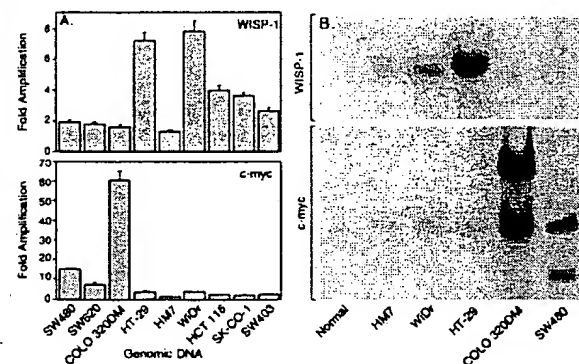 A.
WISP-1
Fold Amplification
8
6
4
2
0
c-myc
Fold Amplification
70
60
50
40
30
20
10
0
SW480
SW620
COLO 320DM
HT-29
HM7
WiDr
HCT 116
SK-CO-1
SW403
Genomic DNA
B.
WISP-1
c-myc
Normal
HM7
WiDr
HT-29
COLO 320DM
SW480